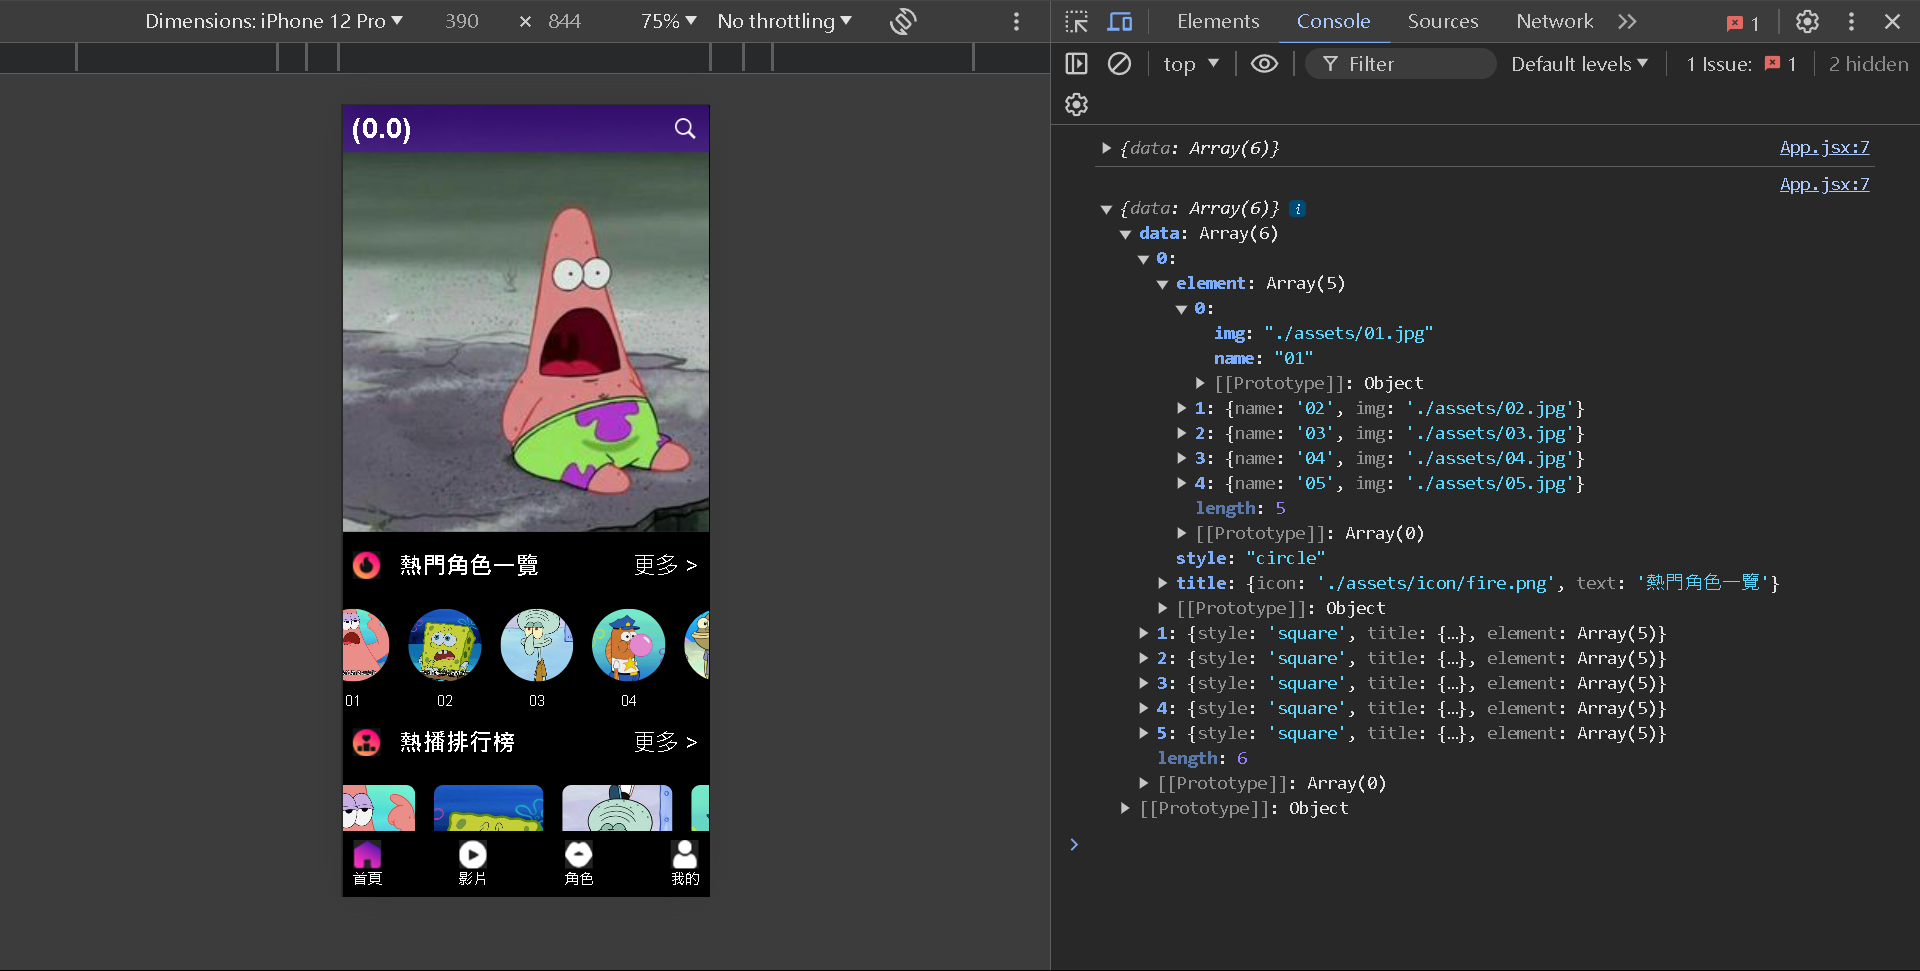 Dimensions: iPhone 12 Pro ▼ 390 × 844 75% ▼ No throttling ▼
(0.0)
熱門角色一覽 更多 >
01 02 03 04
熱播排行榜 更多 >
首頁 影片 角色 我的
Elements Console Sources Network 1
top ▼ Filter Default levels ▼ 1 Issue: 1 2 hidden
▶ {data: Array(6)} App.jsx:7
App.jsx:7
▼ {data: Array(6)} i
▼ data: Array(6)
▼ 0:
▼ element: Array(5)
▼ 0:
img: "./assets/01.jpg"
name: "01"
▶ [[Prototype]]: Object
▶ 1: {name: '02', img: './assets/02.jpg'}
▶ 2: {name: '03', img: './assets/03.jpg'}
▶ 3: {name: '04', img: './assets/04.jpg'}
▶ 4: {name: '05', img: './assets/05.jpg'}
length: 5
▶ [[Prototype]]: Array(0)
style: "circle"
▶ title: {icon: './assets/icon/fire.png', text: '熱門角色一覽'}
▶ [[Prototype]]: Object
▶ 1: {style: 'square', title: {…}, element: Array(5)}
▶ 2: {style: 'square', title: {…}, element: Array(5)}
▶ 3: {style: 'square', title: {…}, element: Array(5)}
▶ 4: {style: 'square', title: {…}, element: Array(5)}
▶ 5: {style: 'square', title: {…}, element: Array(5)}
length: 6
▶ [[Prototype]]: Array(0)
▶ [[Prototype]]: Object